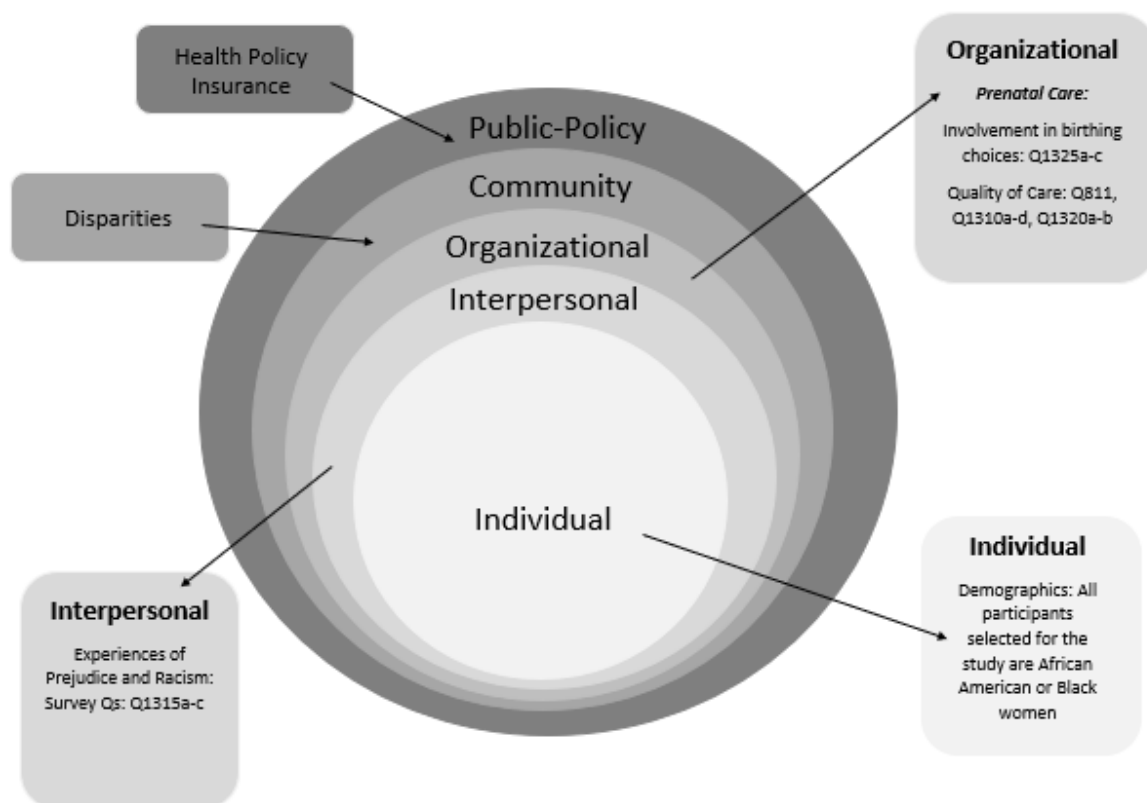 Health Policy
Insurance
Disparities
Public-Policy
Community
Organizational
Interpersonal
Individual
Organizational
Prenatal Care:
Involvement in birthing
choices: Q1325a-c
Quality of Care: Q811,
Q1310a-d, Q1320a-b
Interpersonal
Experiences of
Prejudice and Racism:
Survey Qs: Q1315a-c
Individual
Demographics: All
participants
selected for the
study are African
American or Black
women